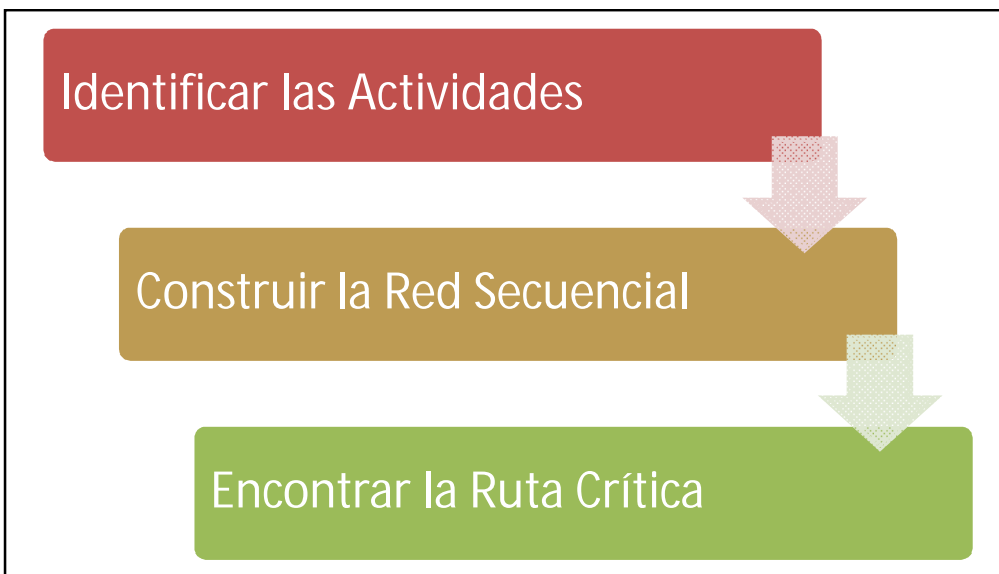 Identificar las Actividades
Construir la Red Secuencial
Encontrar la Ruta Crítica